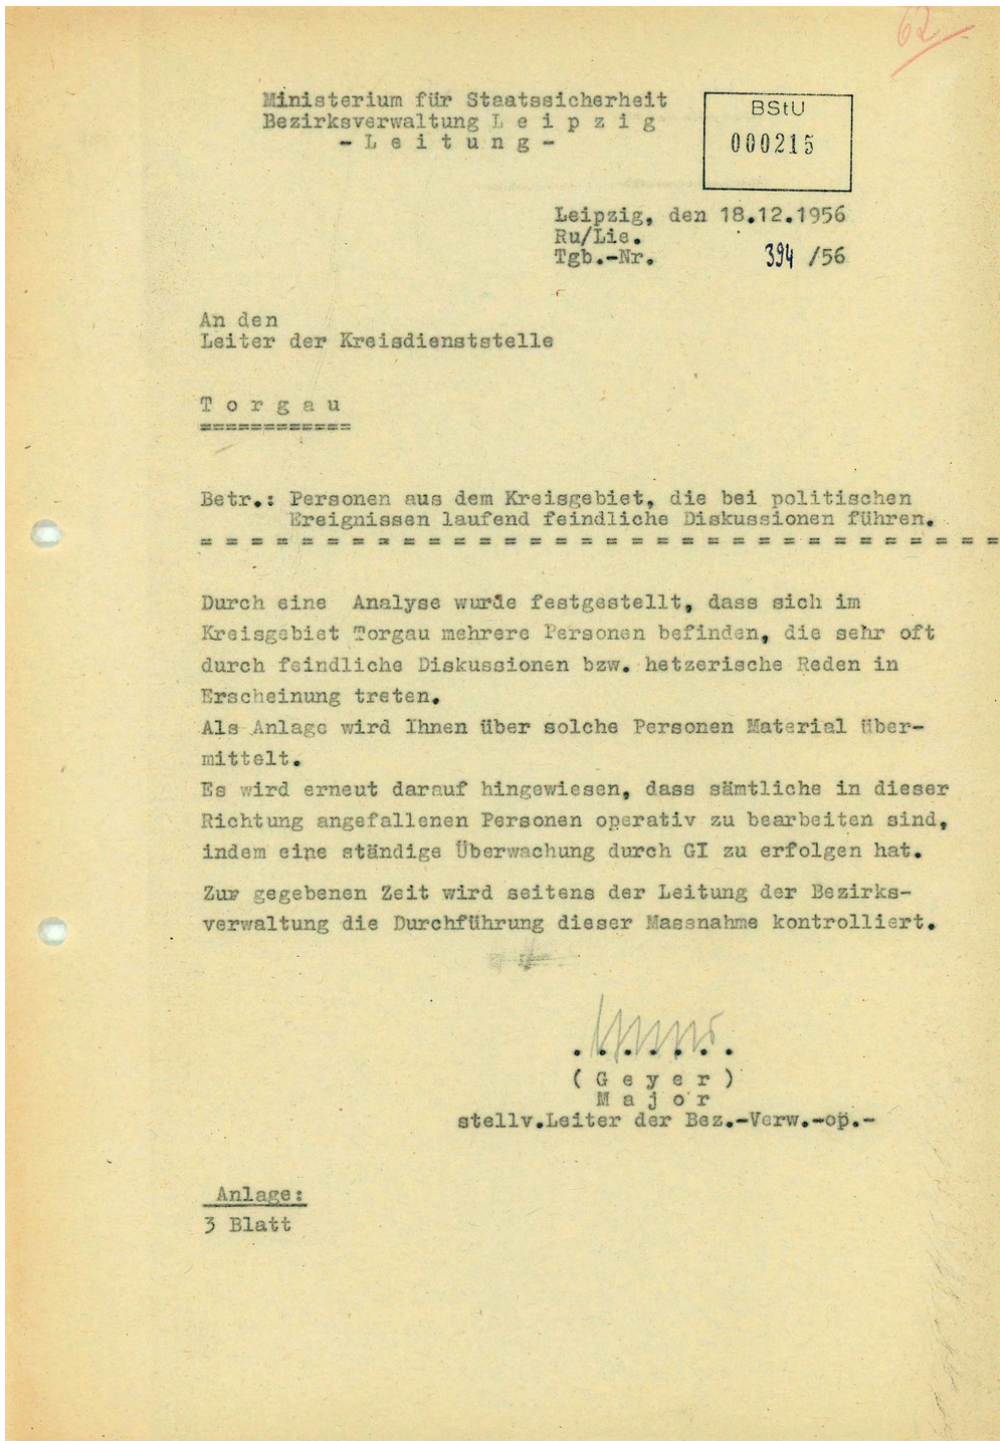 62
Ministerium für Staatssicherheit
Bezirksverwaltung L e i p z i g
- L e i t u n g -
BStU
000215
Leipzig, den 18.12.1956
Ru/Lie.
Tgb.-Nr. 394 /56
An den
Leiter der Kreisdienststelle
T o r g a u
============
Betr.: Personen aus dem Kreisgebiet, die bei politischen
Ereignissen laufend feindliche Diskussionen führen.
= = = = = = = = = = = = = = = = = = = = = = = = = = = = = = = =
Durch eine Analyse wurde festgestellt, dass sich im
Kreisgebiet Torgau mehrere Personen befinden, die sehr oft
durch feindliche Diskussionen bzw. hetzerische Reden in
Erscheinung treten.
Als Anlage wird Ihnen über solche Personen Material über-
mittelt.
Es wird erneut darauf hingewiesen, dass sämtliche in dieser
Richtung angefallenen Personen operativ zu bearbeiten sind,
indem eine ständige Überwachung durch GI zu erfolgen hat.
Zur gegebenen Zeit wird seitens der Leitung der Bezirks-
verwaltung die Durchführung dieser Massnahme kontrolliert.
. . . . . . .
( G e y e r )
M a j o r
stellv.Leiter der Bez.-Verw.-op.-
Anlage:
3 Blatt